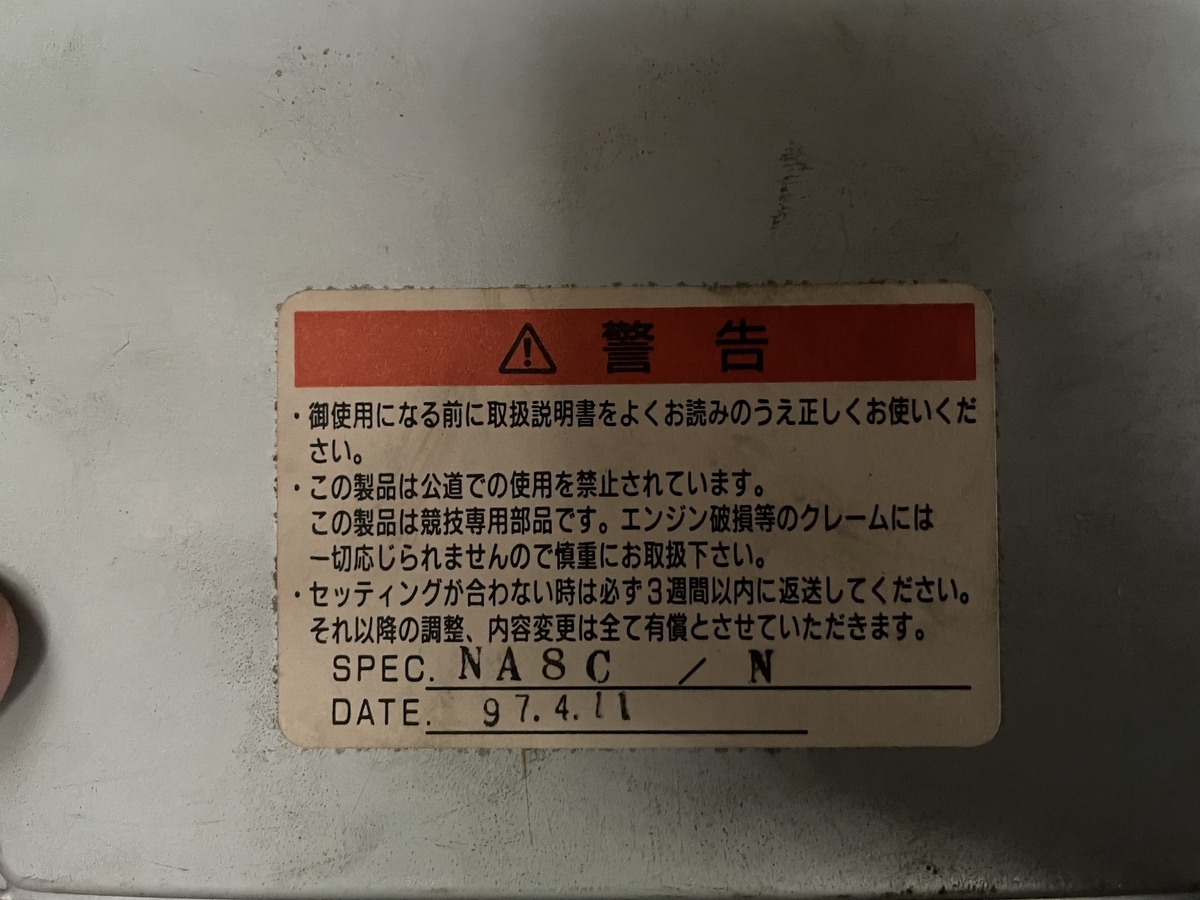 ⚠ 警告
・御使用になる前に取扱説明書をよくお読みのうえ正しくお使いくだ
さい。
・この製品は公道での使用を禁止されています。
この製品は競技専用部品です。エンジン破損等のクレームには
一切応じられませんので慎重にお取扱下さい。
・セッティングが合わない時は必ず3週間以内に返送してください。
それ以降の調整、内容変更は全て有償とさせていただきます。
SPEC. NA8C / N
DATE. 97.4.11